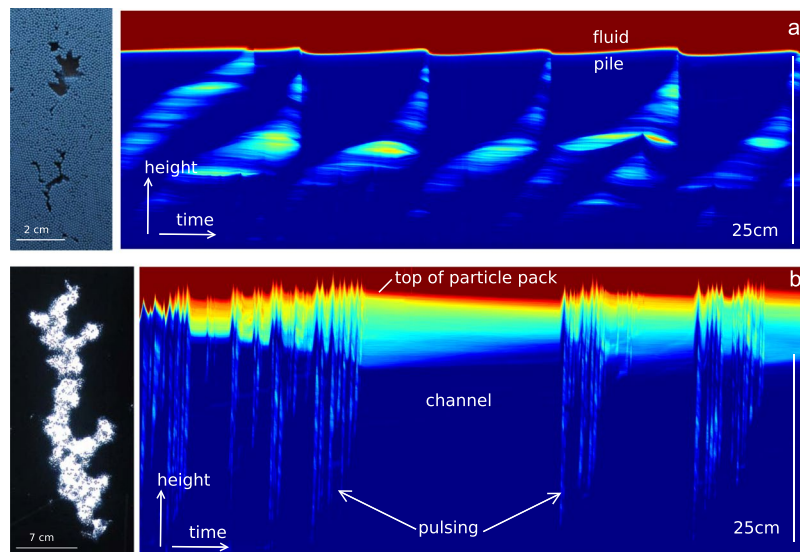 a
fluid
pile
height
time
2 cm
25cm
b
top of particle pack
channel
height
pulsing
time
7 cm
25cm